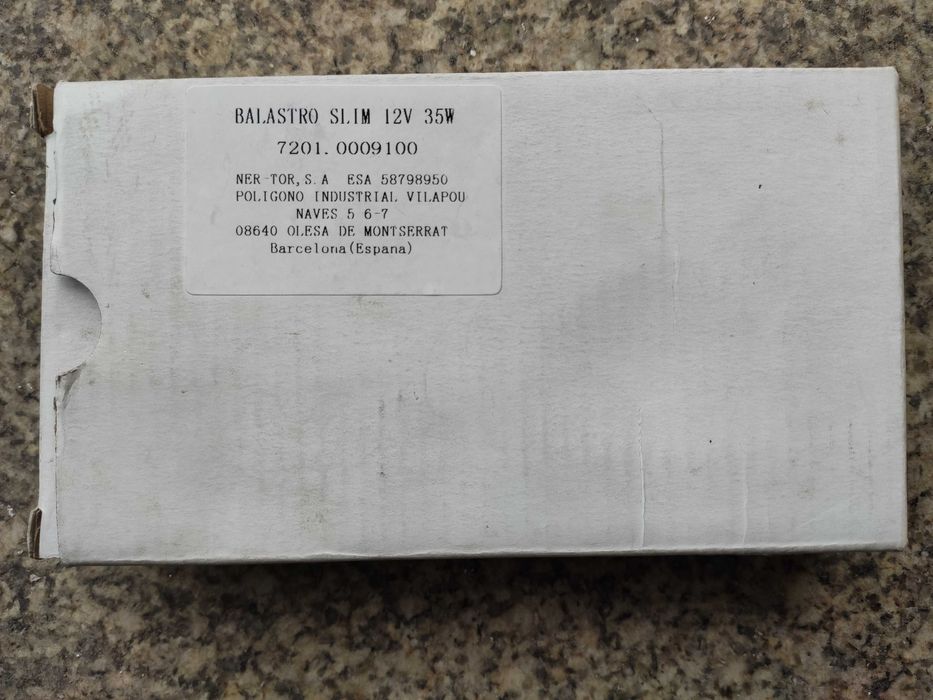 BALASTRO SLIM 12V 35W
7201.0009100
NER-TOR,S.A ESA 58798950
POLIGONO INDUSTRIAL VILAPOU
NAVES 5 6-7
08640 OLESA DE MONTSERRAT
Barcelona(Espana)